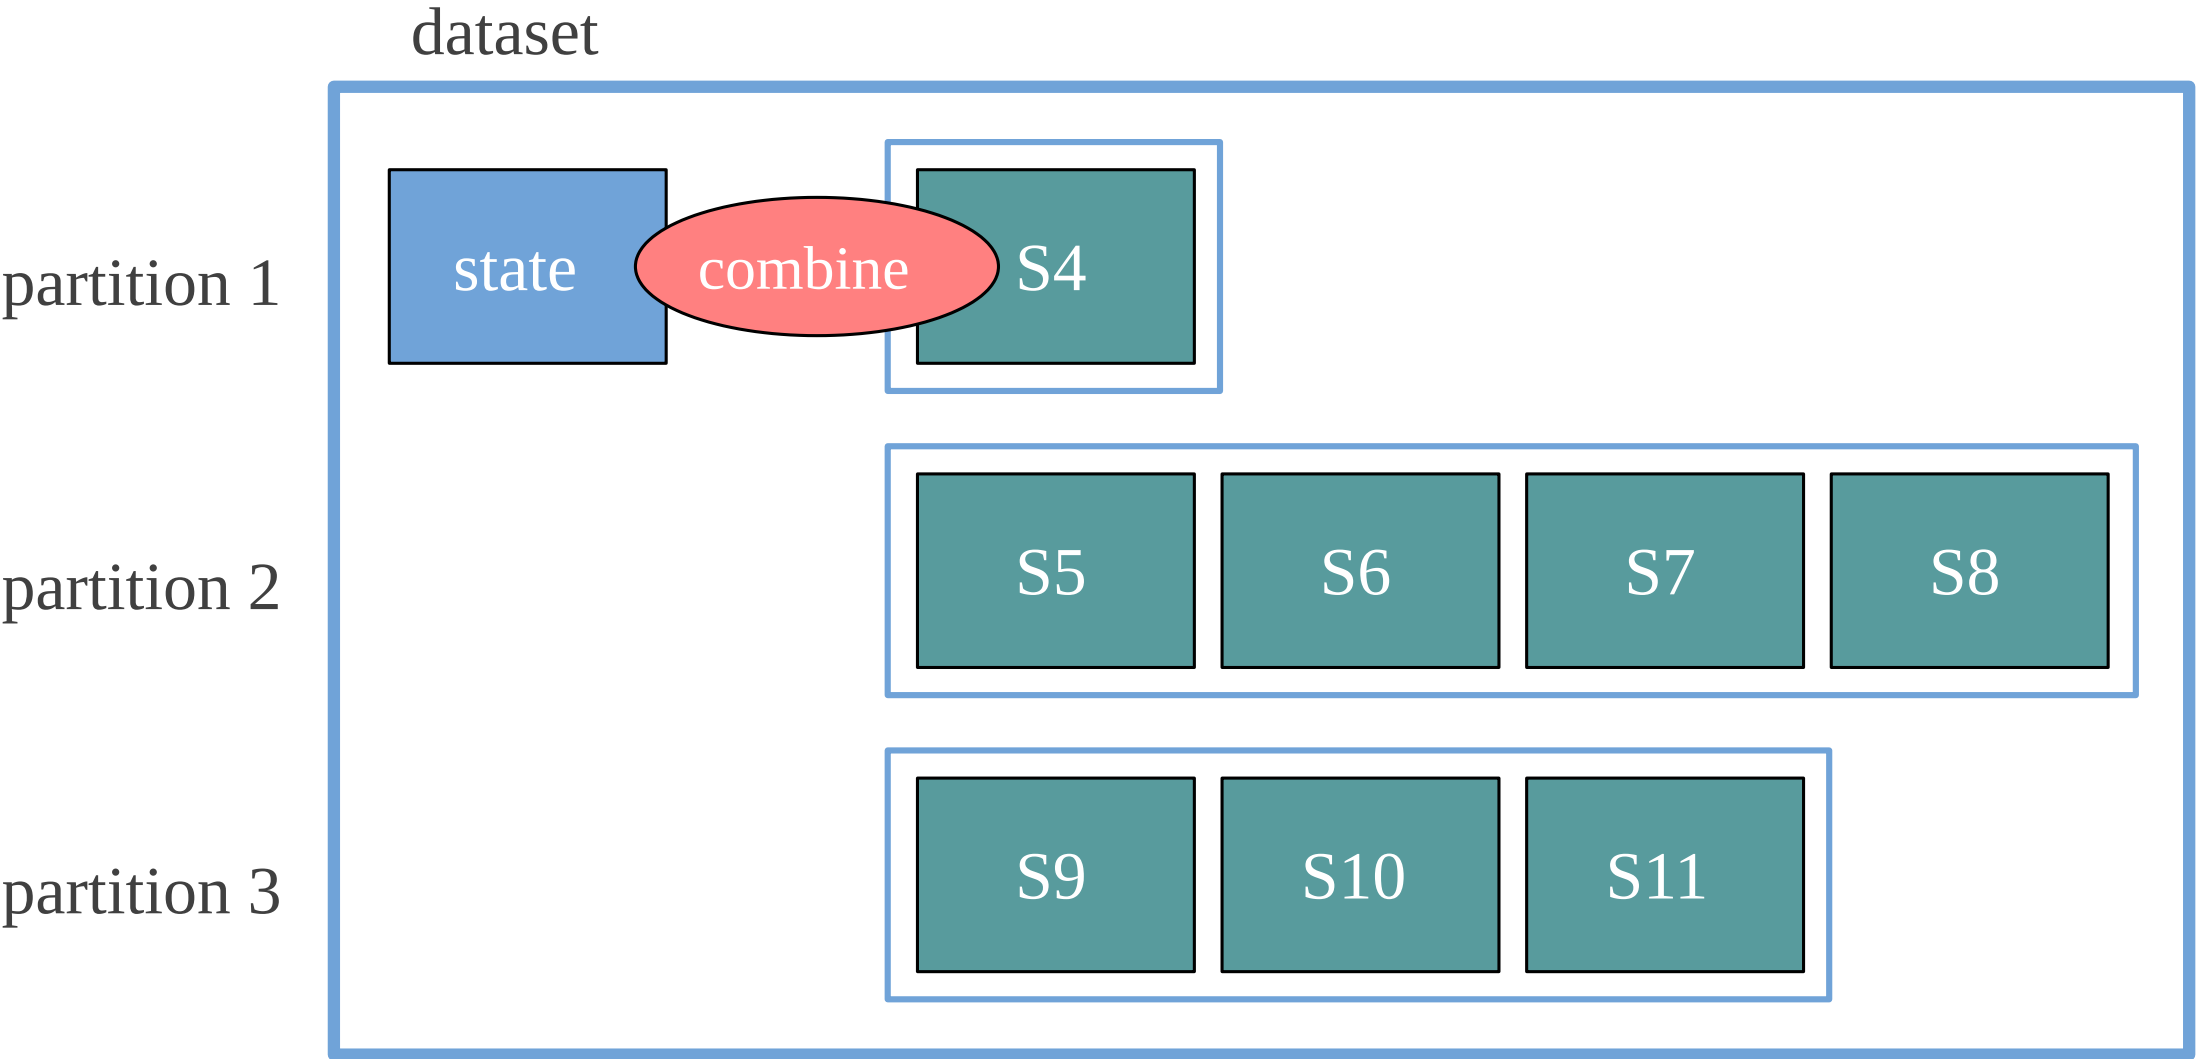 dataset
partition 1
state
combine
S4
partition 2
S5
S6
S7
S8
partition 3
S9
S10
S11